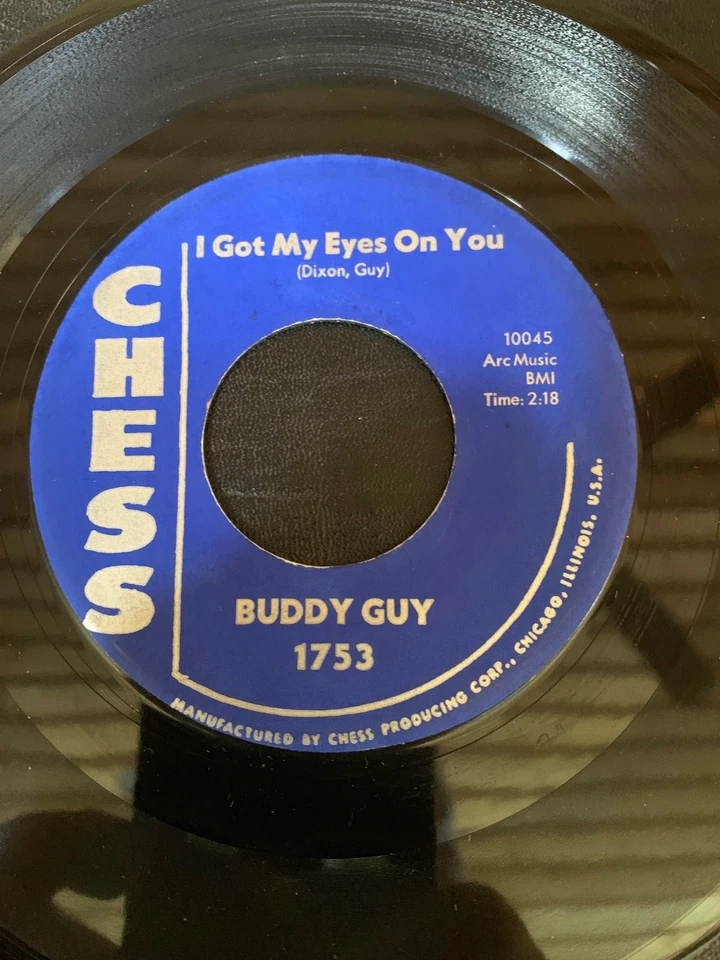 CHESS
I Got My Eyes On You
(Dixon, Guy)
10045
Arc Music
BMI
Time: 2:18
BUDDY GUY
1753
MANUFACTURED BY CHESS PRODUCING CORP., CHICAGO, ILLINOIS, U.S.A.